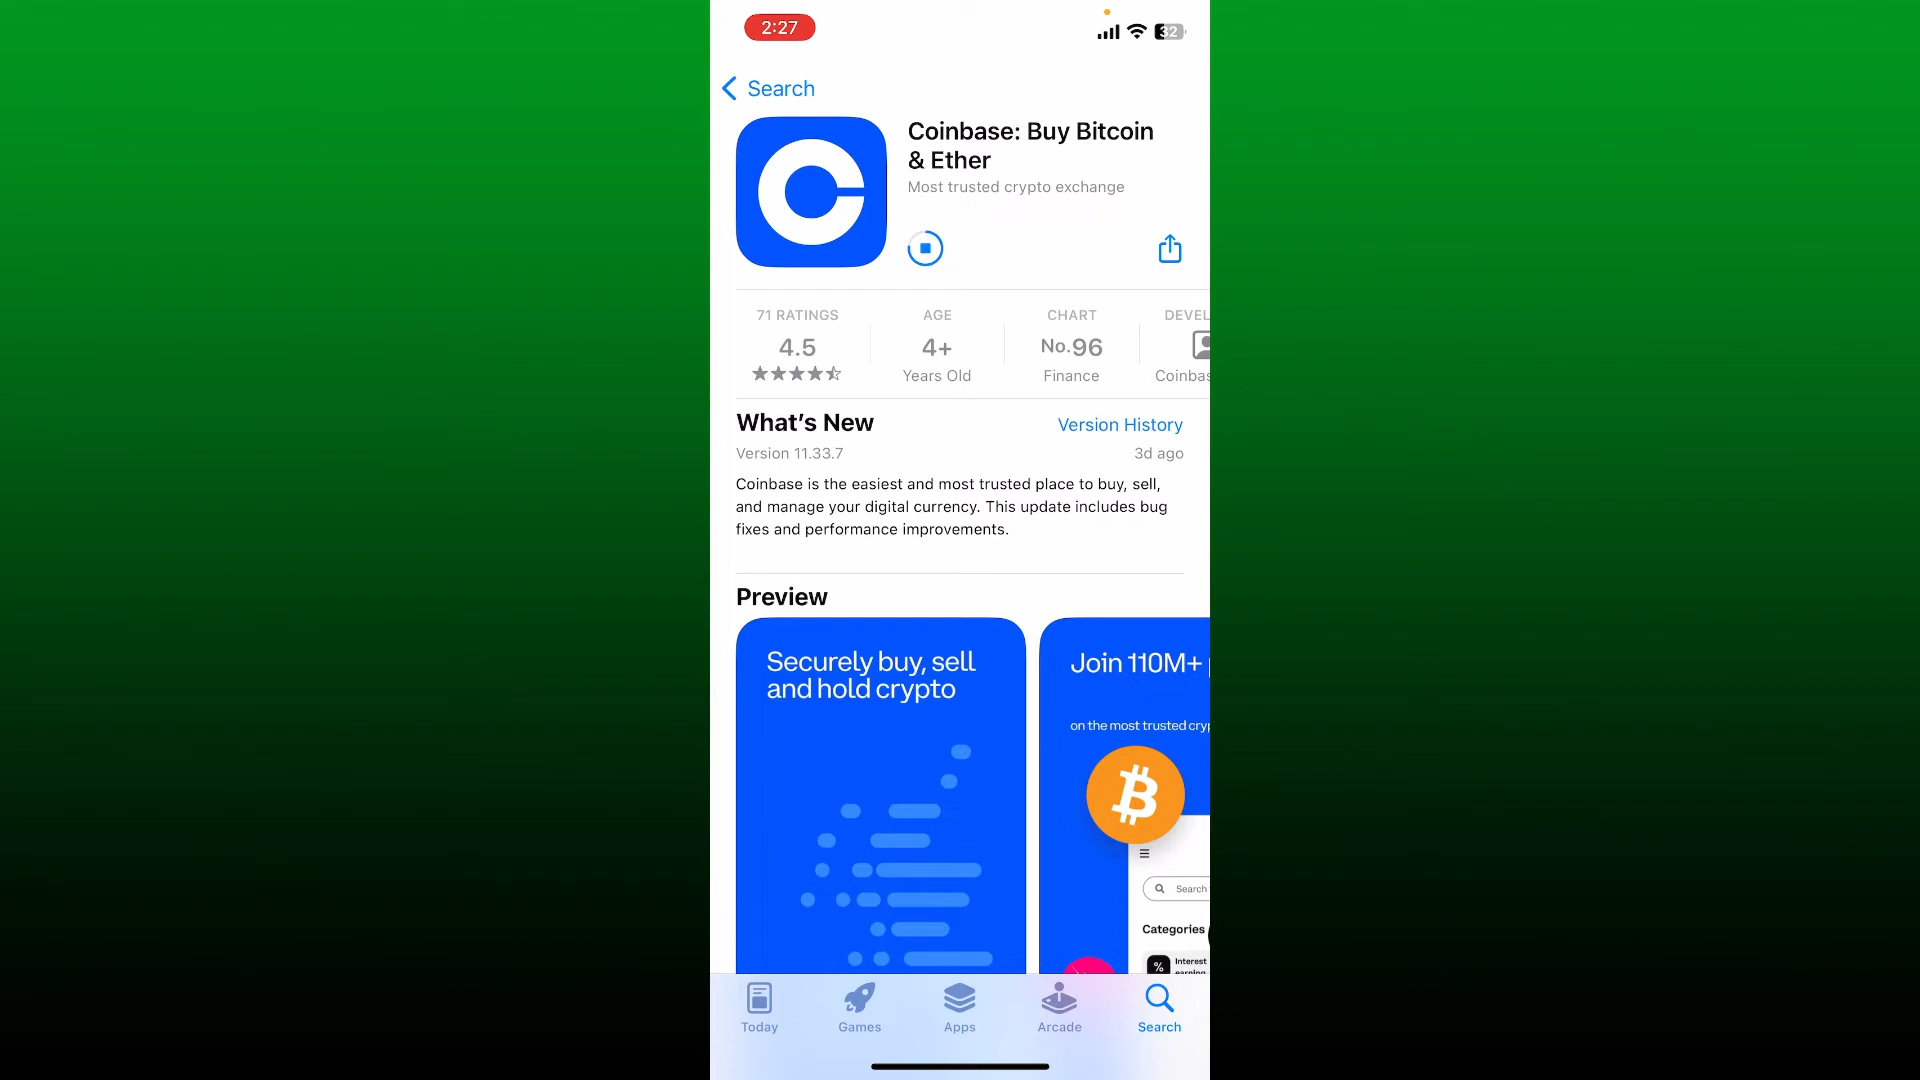 2:27
32
Search
Coinbase: Buy Bitcoin
& Ether
Most trusted crypto exchange
71 RATINGS
4.5
AGE
4+
Years Old
CHART
No.96
Finance
DEVEL
Coinbas
What’s New
Version History
Version 11.33.7
3d ago
Coinbase is the easiest and most trusted place to buy, sell,
and manage your digital currency. This update includes bug
fixes and performance improvements.
Preview
Securely buy, sell
and hold crypto
Join 110M+
on the most trusted cry
Search
Categories
%
Interest
earning
Today
Games
Apps
Arcade
Search